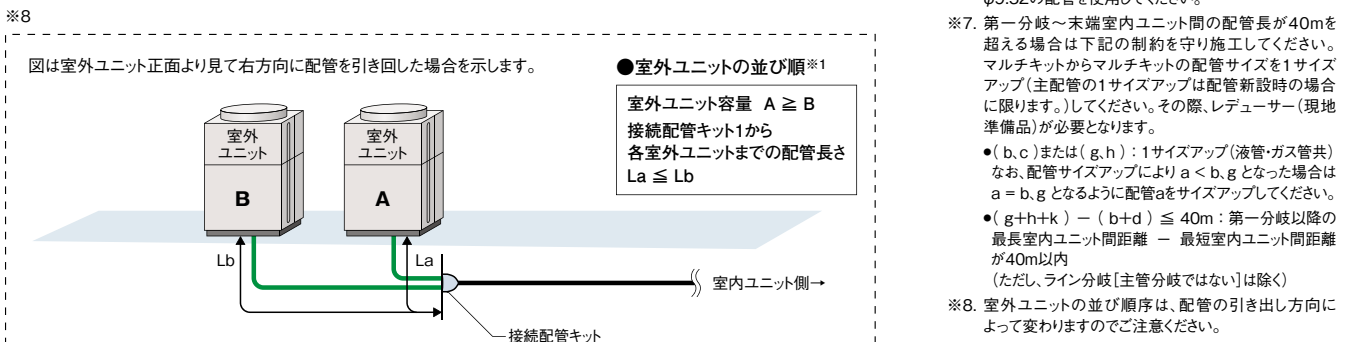 ※8
図は室外ユニット正面より見て右方向に配管を引き回した場合を示します。
●室外ユニットの並び順※1
室外ユニット容量 A ≧ B
接続配管キット1から
各室外ユニットまでの配管長さ
La ≦ Lb
室外
ユニット
B
室外
ユニット
A
Lb
La
室内ユニット側→
接続配管キット
※7. 第一分岐～末端室内ユニット間の配管長が40mを
超える場合は下記の制約を守り施工してください。
マルチキットからマルチキットの配管サイズを1サイズ
アップ(主配管の1サイズアップは配管新設時の場合
に限ります。)してください。その際、レデューサー(現地
準備品)が必要となります。
●( b、c )または( g、h ) : 1サイズアップ(液管・ガス管共)
なお、配管サイズアップにより a < b、g となった場合は
a = b、g となるように配管aをサイズアップしてください。
●( g+h+k ) － ( b+d ) ≦ 40m : 第一分岐以降の
最長室内ユニット間距離 － 最短室内ユニット間距離
が40m以内
(ただし、ライン分岐[主管分岐ではない]は除く)
※8. 室外ユニットの並び順序は、配管の引き出し方向に
よって変わりますのでご注意ください。